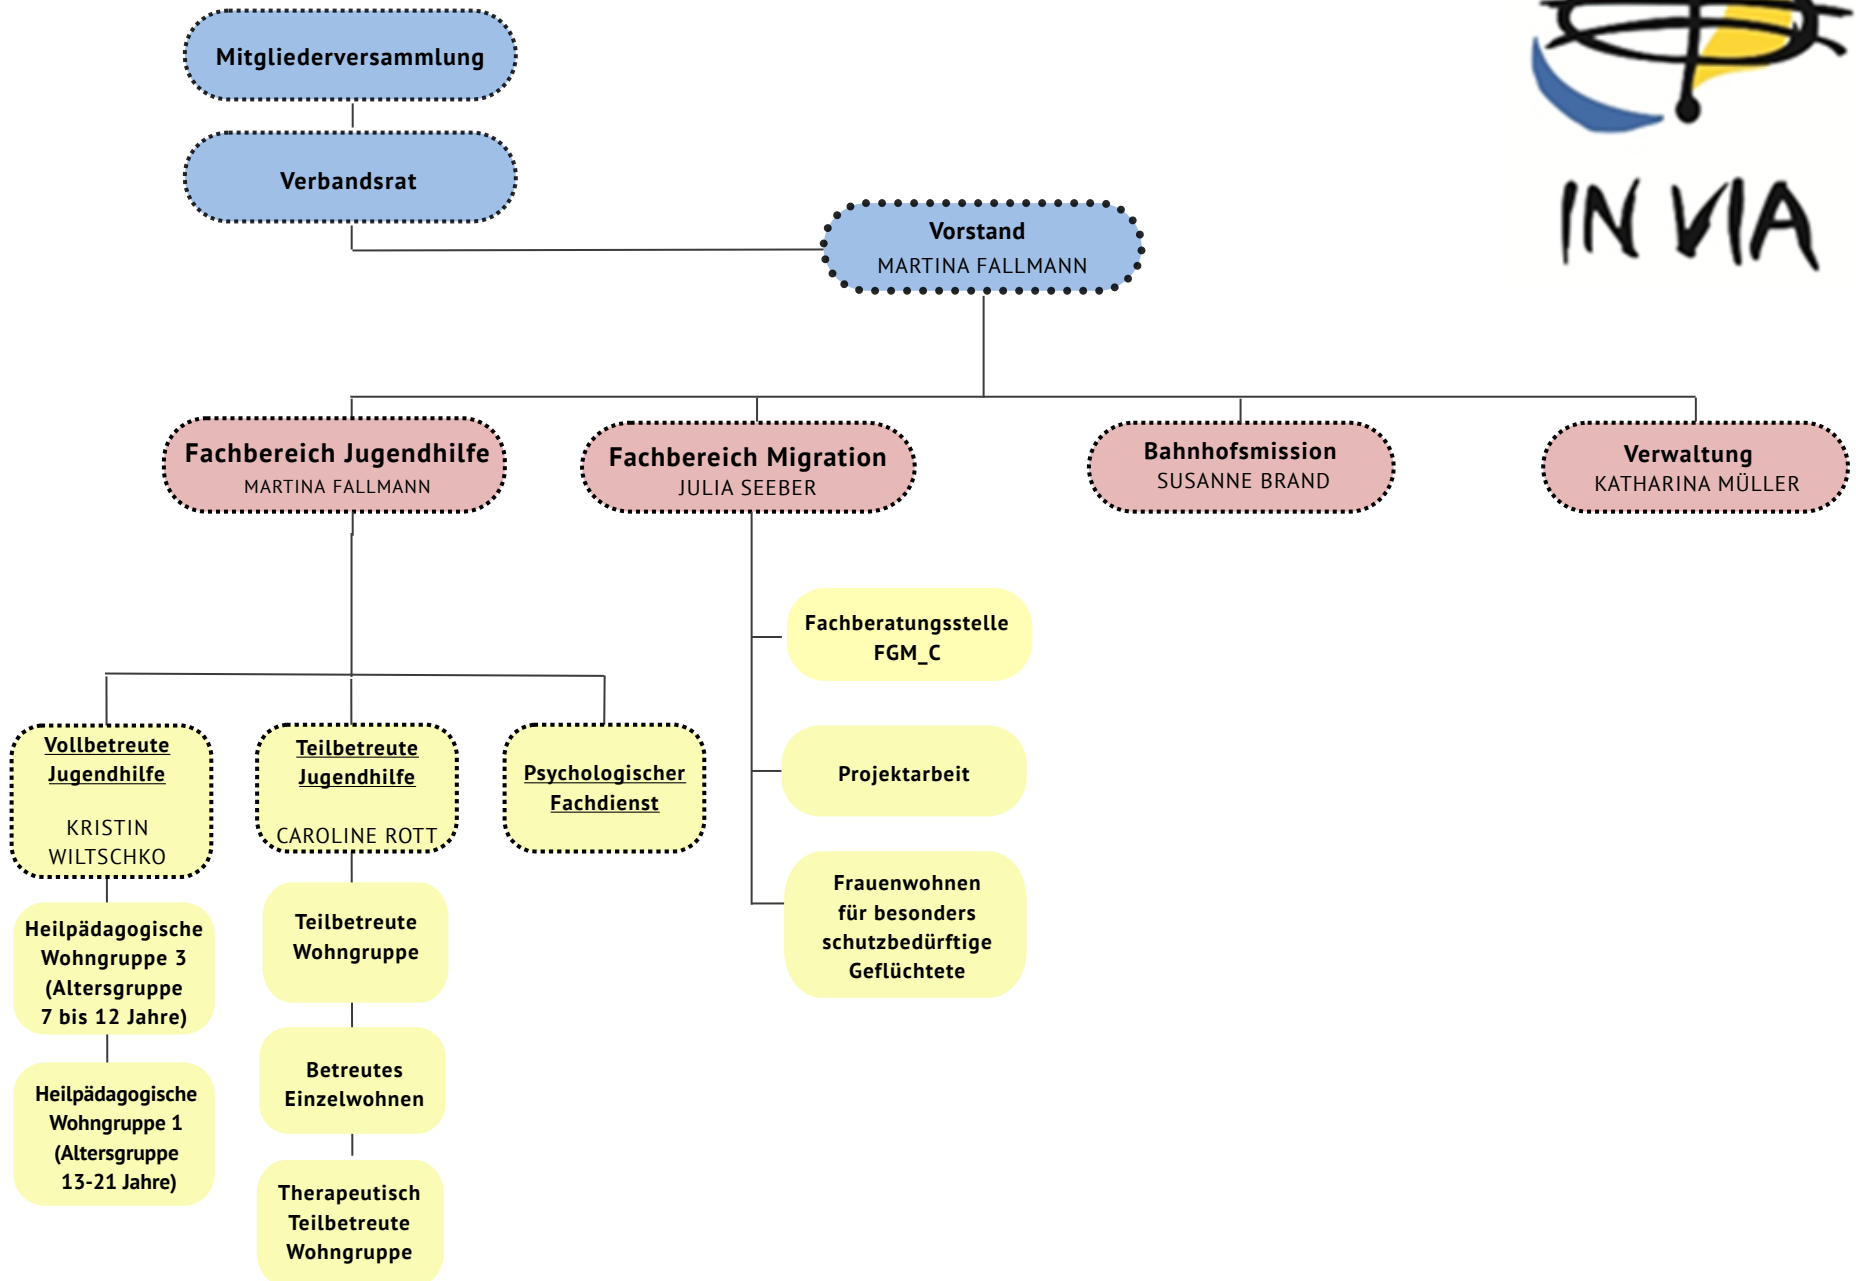 Mitgliederversammlung
Verbandsrat
Vorstand
MARTINA FALLMANN
IN VIA
Fachbereich Jugendhilfe
MARTINA FALLMANN
Fachbereich Migration
JULIA SEEBER
Bahnhofsmission
SUSANNE BRAND
Verwaltung
KATHARINA MÜLLER
Fachberatungsstelle
FGM_C
Projektarbeit
Frauenwohnen
für besonders
schutzbedürftige
Geflüchtete
Vollbetreute
Jugendhilfe
KRISTIN
WILTSCHKO
Heilpädagogische
Wohngruppe 3
(Altersgruppe
7 bis 12 Jahre)
Heilpädagogische
Wohngruppe 1
(Altersgruppe
13-21 Jahre)
Teilbetreute
Jugendhilfe
CAROLINE ROTT
Teilbetreute
Wohngruppe
Betreutes
Einzelwohnen
Therapeutisch
Teilbetreute
Wohngruppe
Psychologischer
Fachdienst